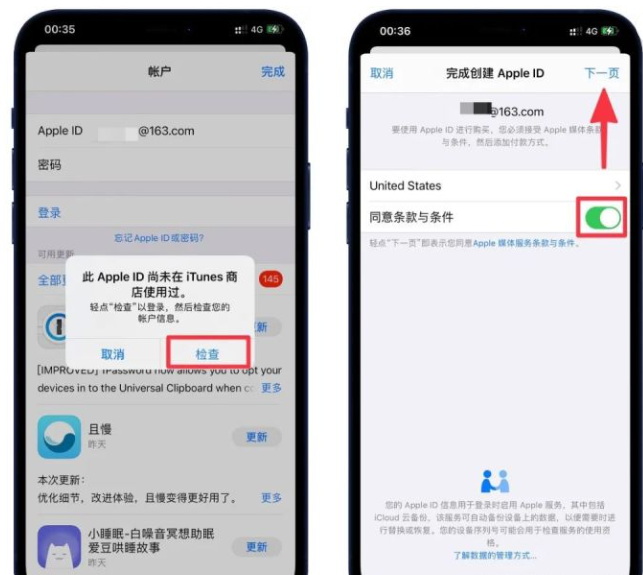 00:35
4G
帐户
完成
Apple ID
@163.com
密码
登录
忘记 Apple ID 或密码?
可用更新
全部更
145
此 Apple ID 尚未在 iTunes 商
店使用过。
轻点“检查”以登录，然后检查您的
帐户信息。
取消
检查
新
[IMPROVED] 1Password now allows you to opt your
devices in to the Universal Clipboard when co
更多
且慢
昨天
更新
本次更新：
优化细节，改进体验，且慢变得更好用了。
更多
小睡眠-白噪音冥想助眠
爱豆哄睡故事
昨天
更新
00:36
4G
取消
完成创建 Apple ID
下一页
@163.com
要使用 Apple ID 进行购买，您必须接受 Apple 媒体条款
与条件，然后添加付款方式。
United States
同意条款与条件
轻点“下一页”即表示您同意Apple 媒体服务条款与条件。
您的 Apple ID 信息用于登录时启用 Apple 服务，其中包括
iCloud 云备份，该服务可自动备份设备上的数据，以便需要时进
行替换或恢复。您的设备序列号可能会用于检查服务的使用资
格。
了解数据的管理方式...